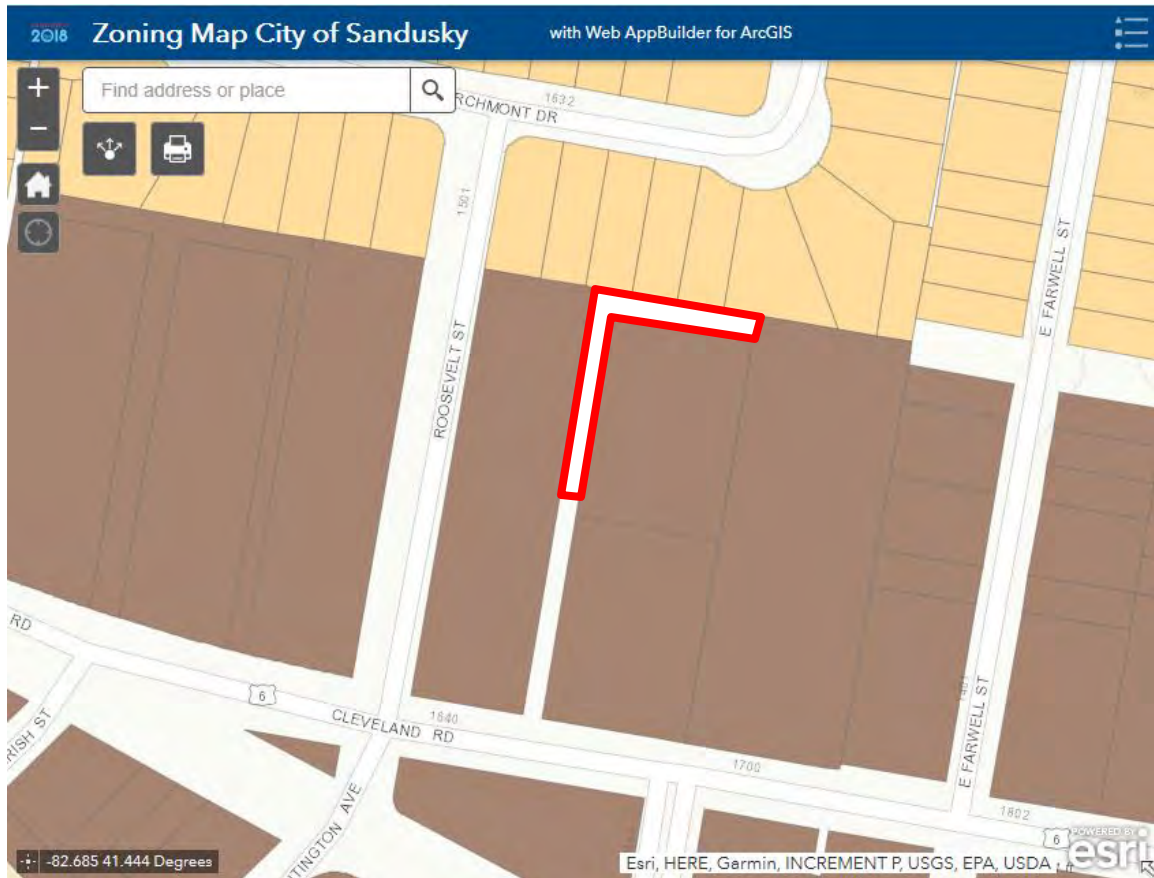 2018
Zoning Map City of Sandusky
with Web AppBuilder for ArcGIS
+
Find address or place
−
1632
RCHMONT DR
1501
ROOSEVELT ST
E FARWELL ST
RD
6
CLEVELAND RD
1640
1700
RISH ST
TINGTON AVE
E FARWELL ST
1802
6
-82.685 41.444 Degrees
Esri, HERE, Garmin, INCREMENT P, USGS, EPA, USDA
POWERED BY
esri